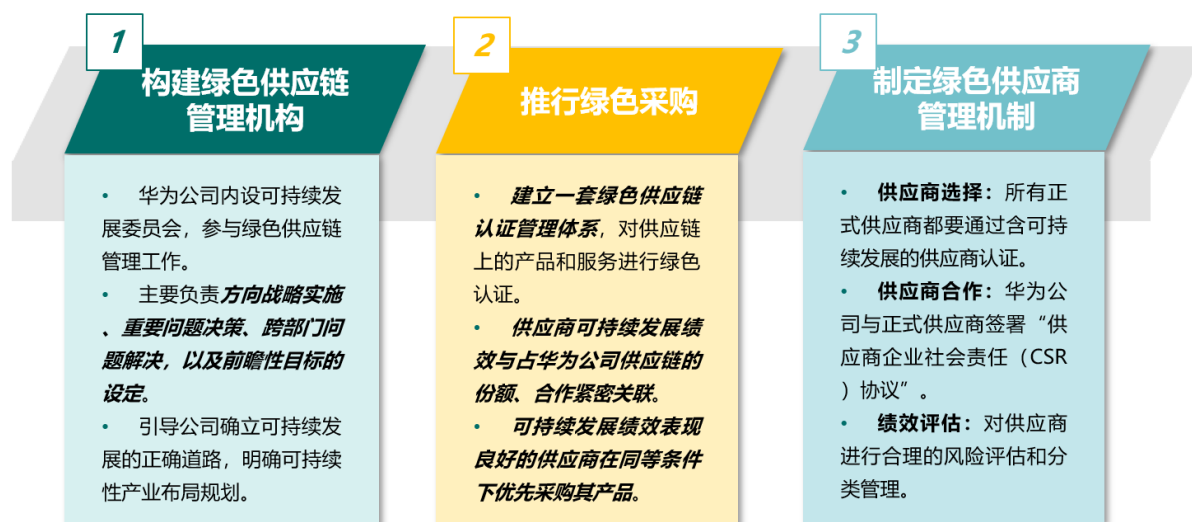 1
构建绿色供应链
管理机构
• 华为公司内设可持续发
展委员会，参与绿色供应链
管理工作。
• 主要负责方向战略实施
、重要问题决策、跨部门问
题解决，以及前瞻性目标的
设定。
• 引导公司确立可持续发
展的正确道路，明确可持续
性产业布局规划。
2
推行绿色采购
• 建立一套绿色供应链
认证管理体系，对供应链
上的产品和服务进行绿色
认证。
• 供应商可持续发展绩
效与占华为公司供应链的
份额、合作紧密关联。
• 可持续发展绩效表现
良好的供应商在同等条件
下优先采购其产品。
3
制定绿色供应商
管理机制
• 供应商选择：所有正
式供应商都要通过含可持
续发展的供应商认证。
• 供应商合作：华为公
司与正式供应商签署“供
应商企业社会责任（CSR
）协议”。
• 绩效评估：对供应商
进行合理的风险评估和分
类管理。